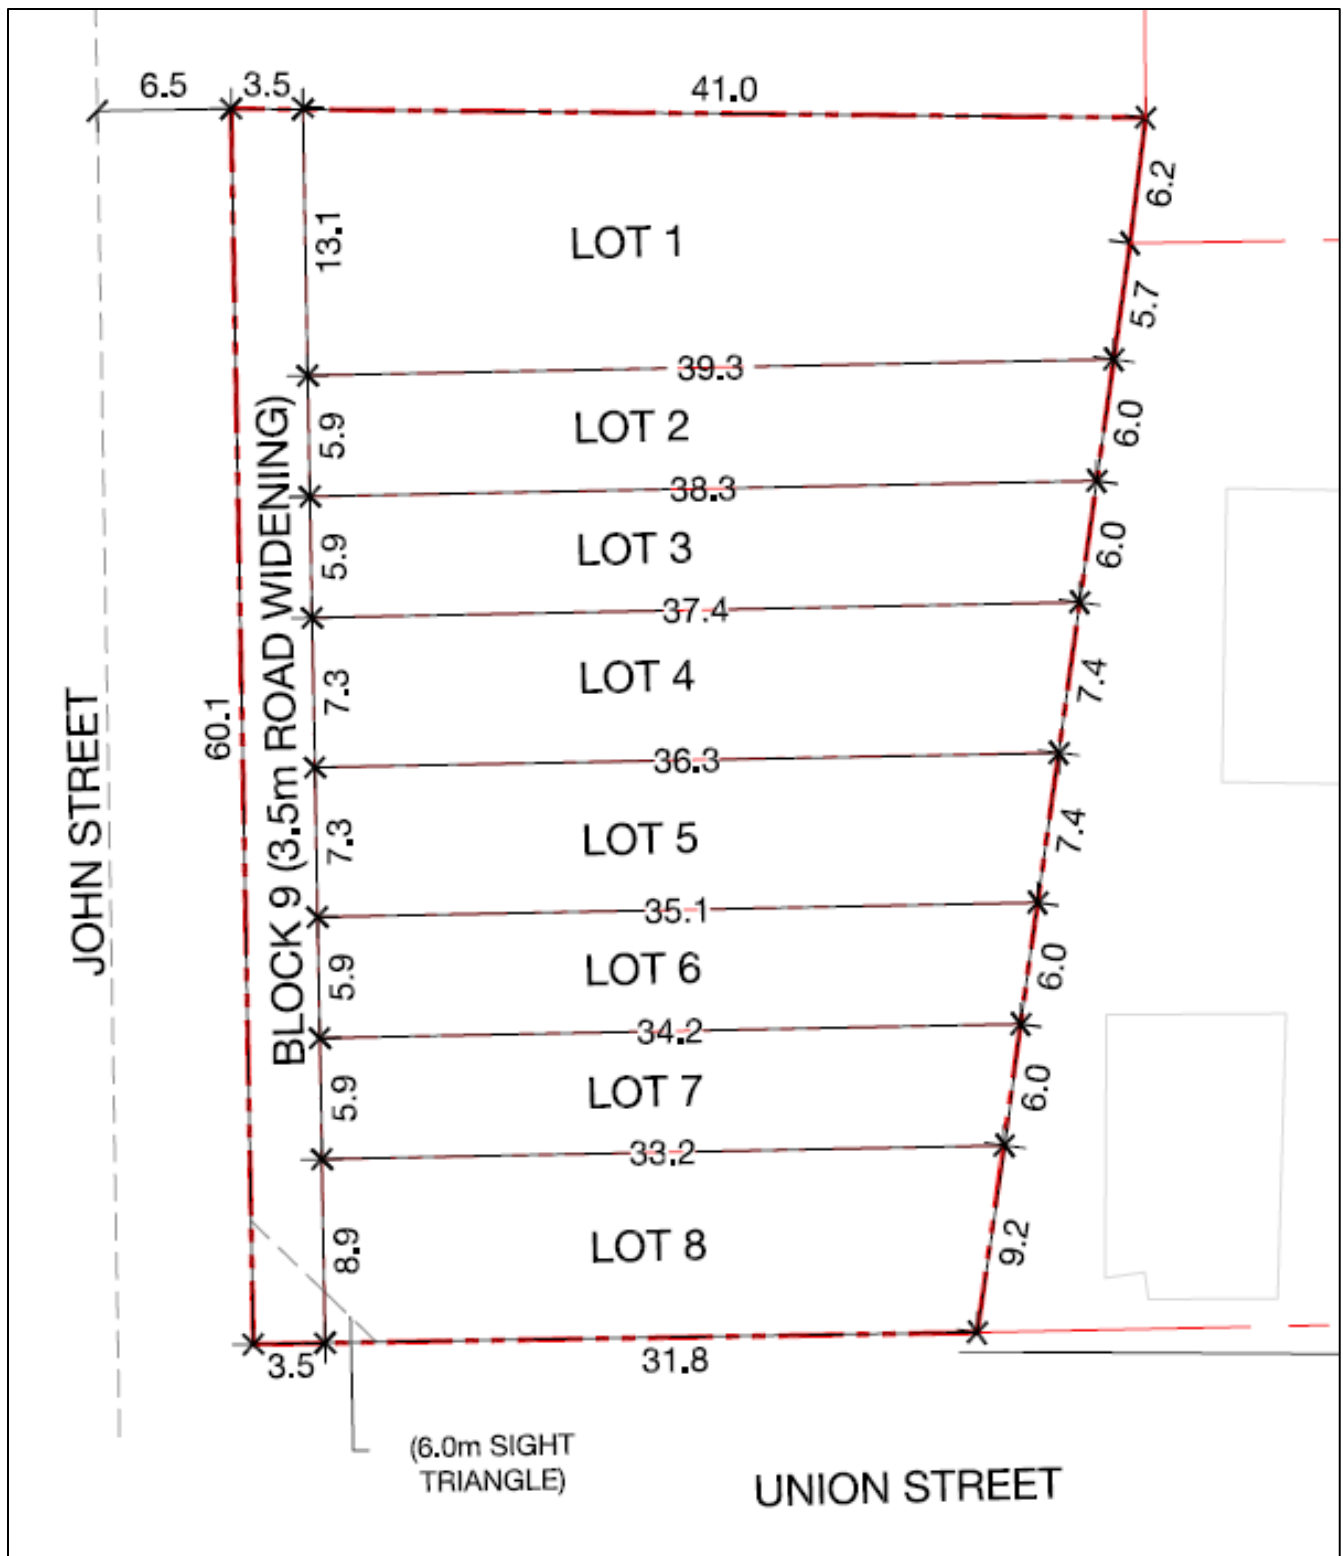 6.5
3.5
41.0
6.2
13.1
LOT 1
5.7
39.3
5.9
LOT 2
6.0
38.3
5.9
LOT 3
6.0
37.4
7.3
LOT 4
7.4
60.1
JOHN STREET
BLOCK 9 (3.5m ROAD WIDENING)
36.3
7.3
LOT 5
7.4
35.1
5.9
LOT 6
6.0
34.2
5.9
LOT 7
6.0
33.2
8.9
LOT 8
9.2
3.5
31.8
(6.0m SIGHT
TRIANGLE)
UNION STREET